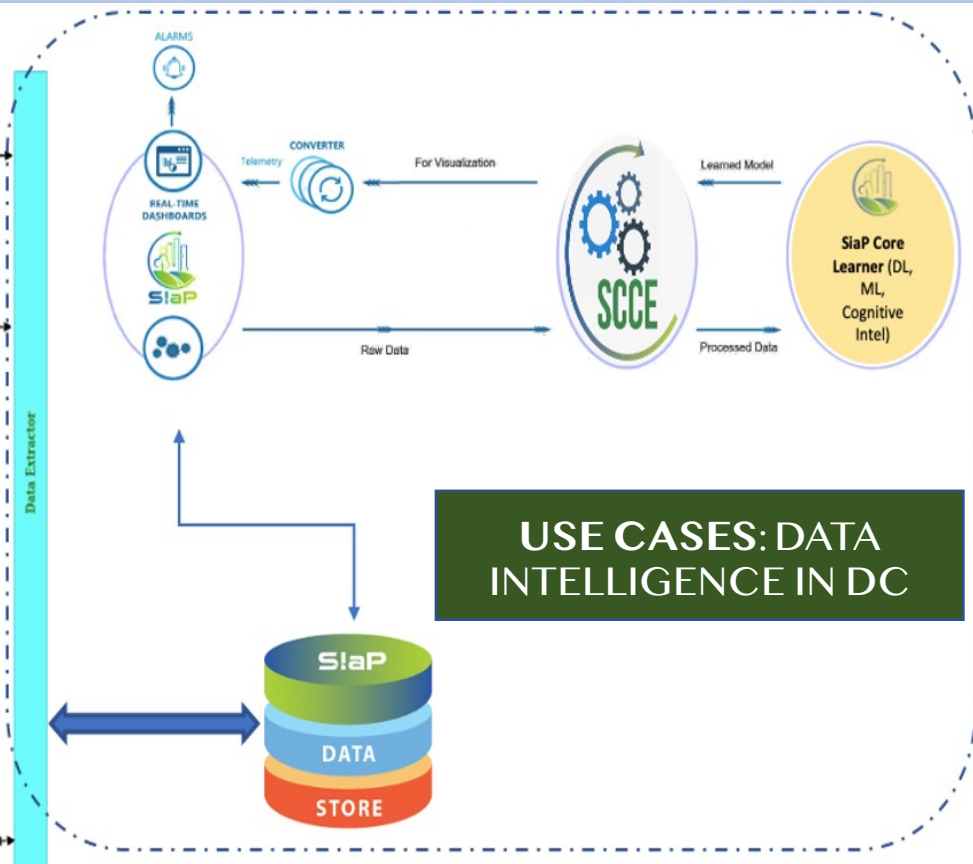 ALARMS
CONVERTER
Telemetry
For Visualization
Learned Model
REAL-TIME
DASHBOARDS
S!aP
SCCE
SiaP Core
Learner (DL,
ML,
Cognitive
Intel)
Raw Data
Processed Data
Data Extractor
USE CASES: DATA
INTELLIGENCE IN DC
S!aP
DATA
STORE